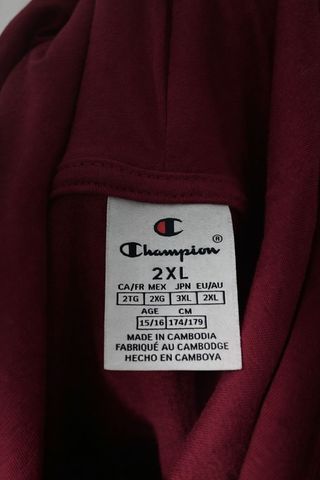 Champion®
2XL
CA/FR MEX JPN EU/AU
2TG 2XG 3XL 2XL
AGE CM
15/16 174/179
MADE IN CAMBODIA
FABRIQUÉ AU CAMBODGE
HECHO EN CAMBOYA